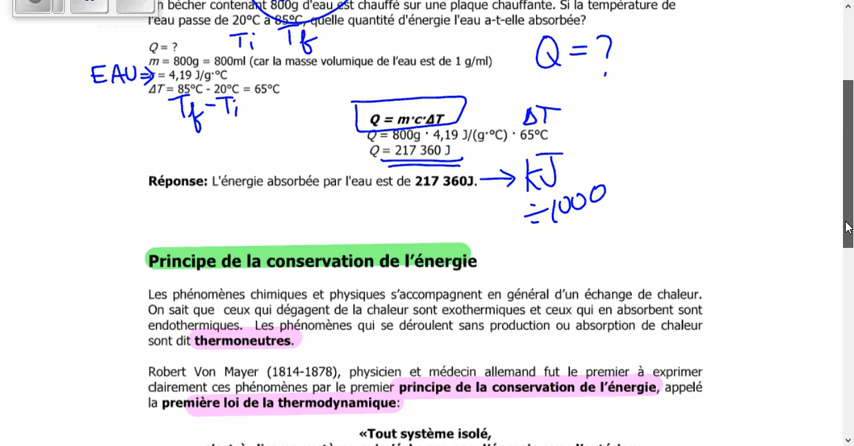 n bécher contenant 800g d'eau est chauffé sur une plaque chauffante. Si la température de
l'eau passe de 20°C à 85°C, quelle quantité d'énergie l'eau a-t-elle absorbée?
Ti Tf
Q = ?
Q = ?
m = 800g = 800ml (car la masse volumique de l'eau est de 1 g/ml)
EAU → = 4,19 J/g·°C
ΔT = 85°C - 20°C = 65°C
Tf - Ti
Q = m·c·ΔT ΔT
Q = 800g · 4,19 J/(g·°C) · 65°C
Q = 217 360 J
Réponse: L'énergie absorbée par l'eau est de 217 360J. → kJ
÷1000
Principe de la conservation de l'énergie
Les phénomènes chimiques et physiques s'accompagnent en général d'un échange de chaleur.
On sait que ceux qui dégagent de la chaleur sont exothermiques et ceux qui en absorbent sont
endothermiques. Les phénomènes qui se déroulent sans production ou absorption de chaleur
sont dit thermoneutres.
Robert Von Mayer (1814-1878), physicien et médecin allemand fut le premier à exprimer
clairement ces phénomènes par le premier principe de la conservation de l'énergie, appelé
la première loi de la thermodynamique:
«Tout système isolé,